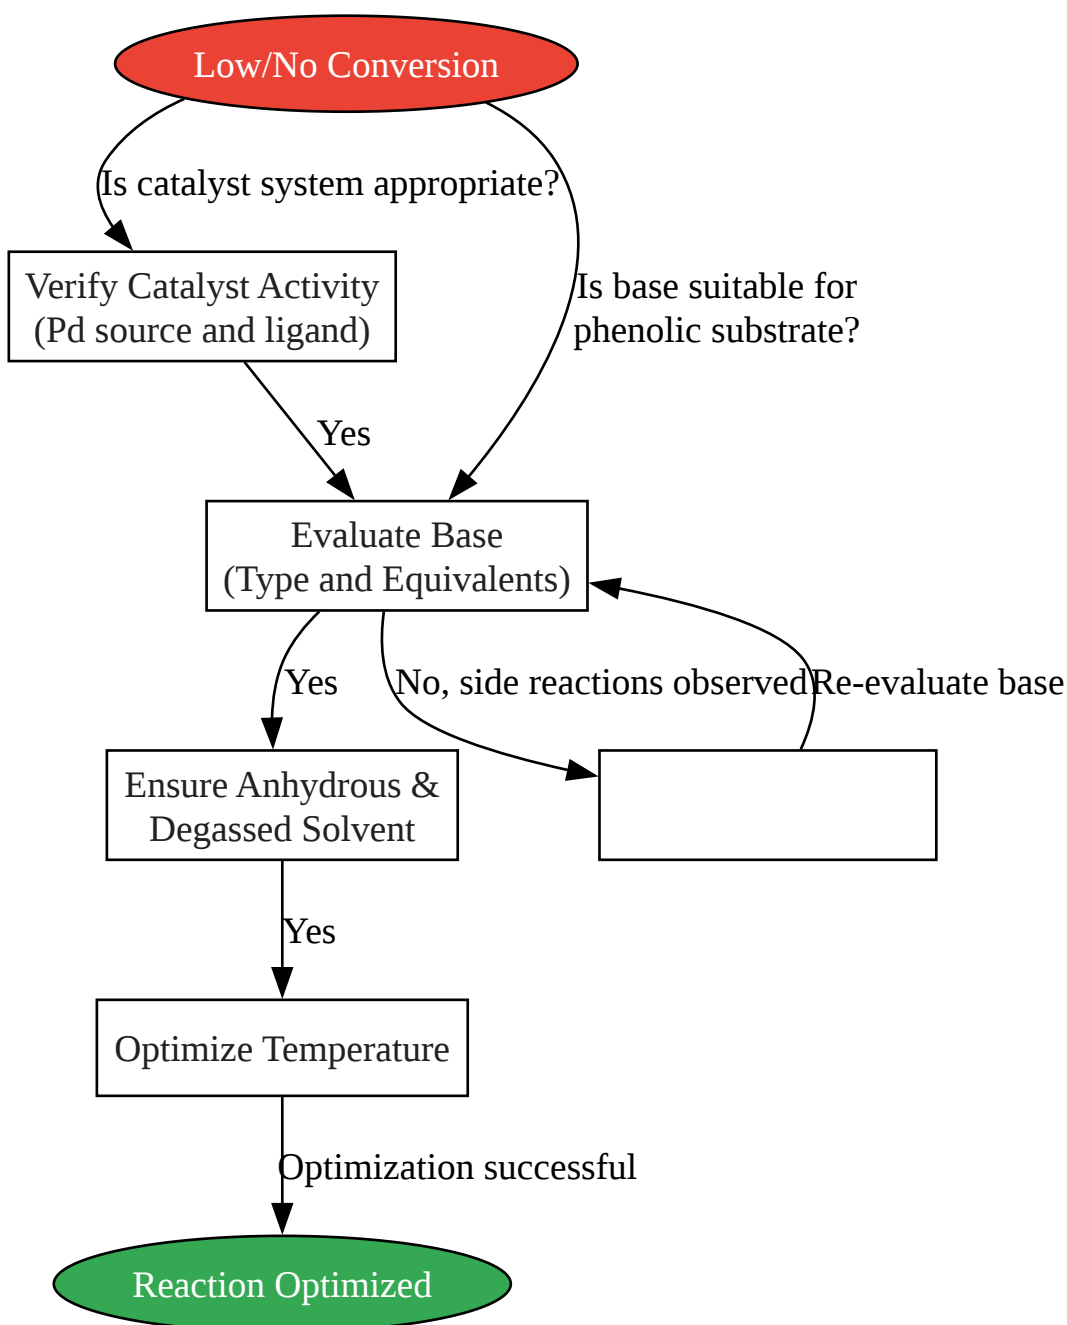 Low/No Conversion
Is catalyst system appropriate?
Verify Catalyst Activity
(Pd source and ligand)
Is base suitable for
phenolic substrate?
Yes
Evaluate Base
(Type and Equivalents)
Yes
No, side reactions observed
Re-evaluate base
Ensure Anhydrous &
Degassed Solvent
Yes
Optimize Temperature
Optimization successful
Reaction Optimized